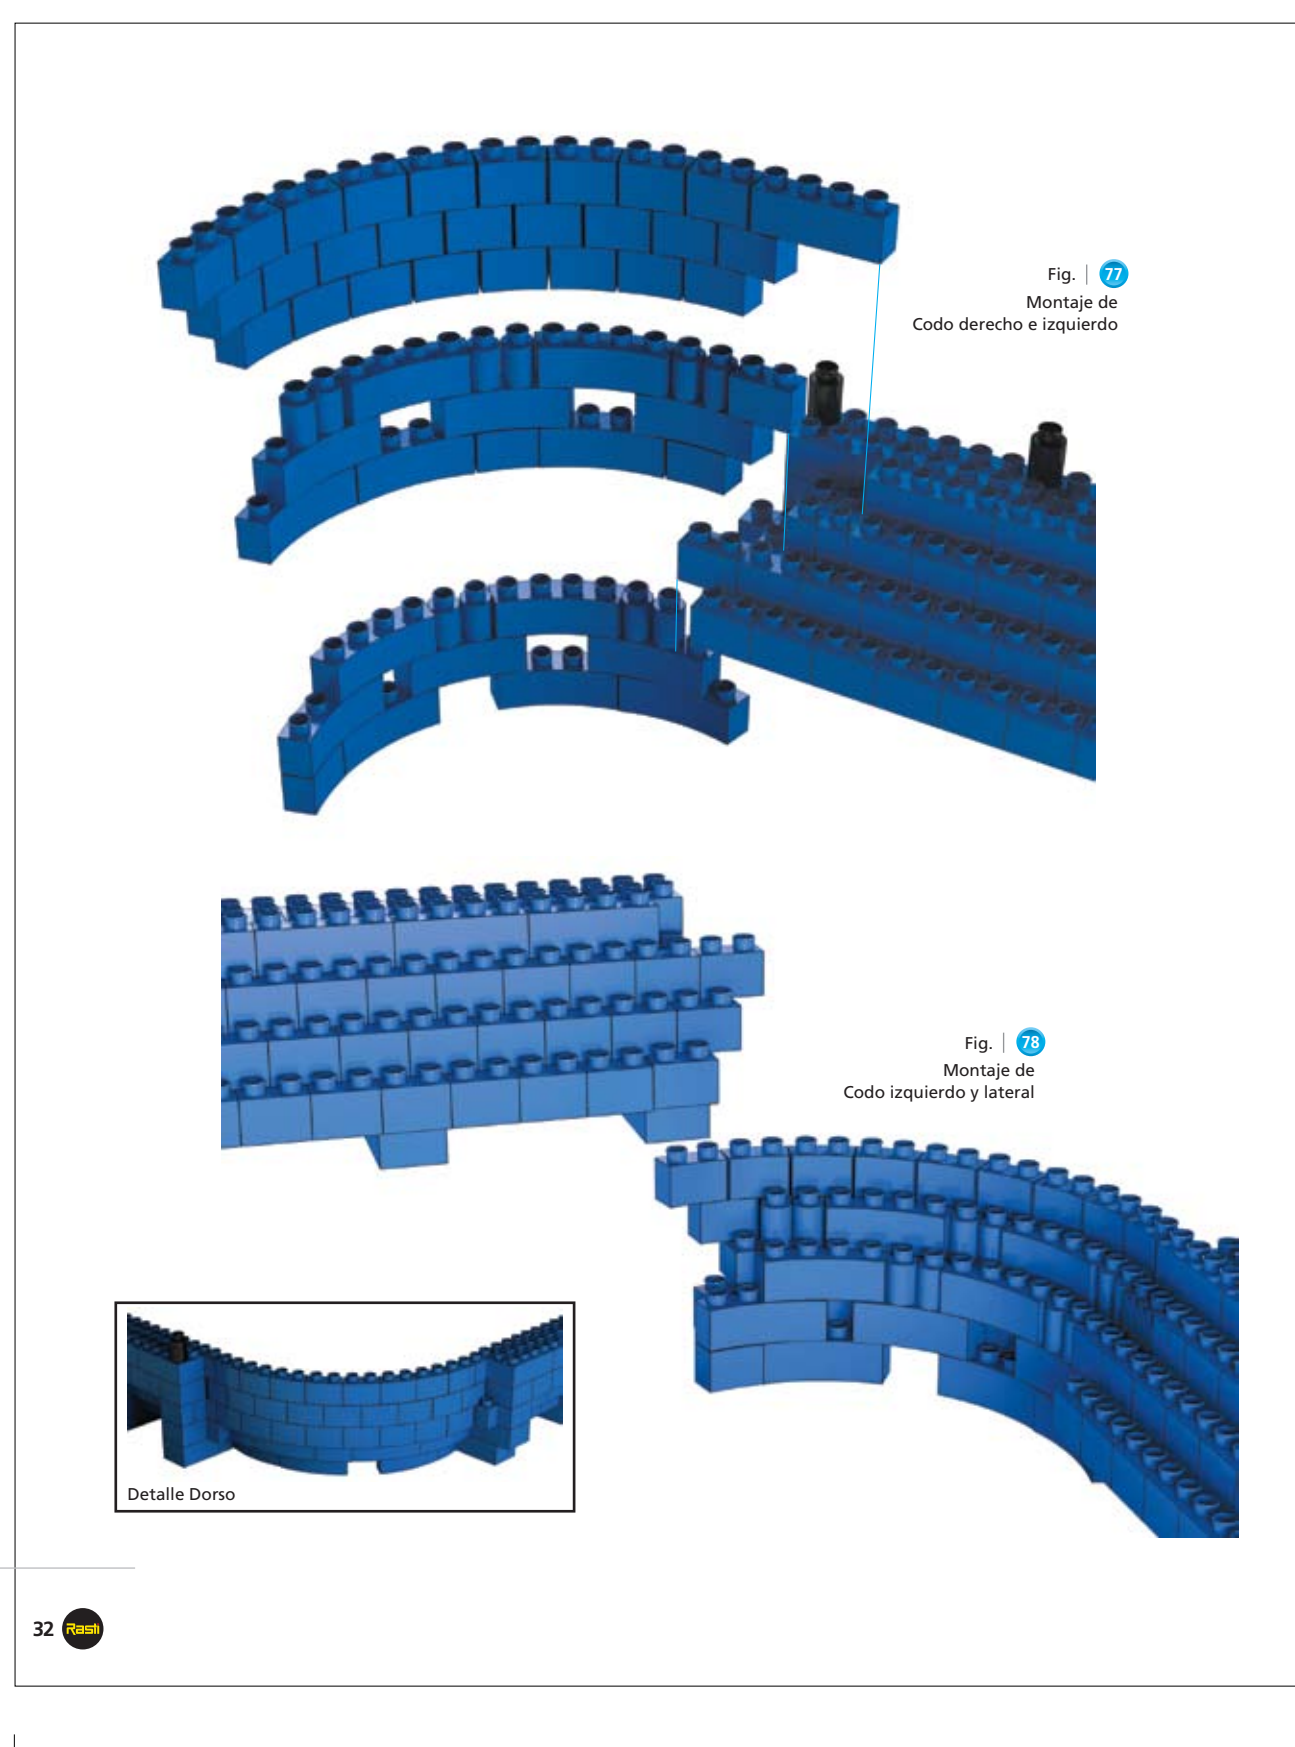 Fig. | 77
Montaje de
Codo derecho e izquierdo
Fig. | 78
Montaje de
Codo izquierdo y lateral
Detalle Dorso
32 Rasti